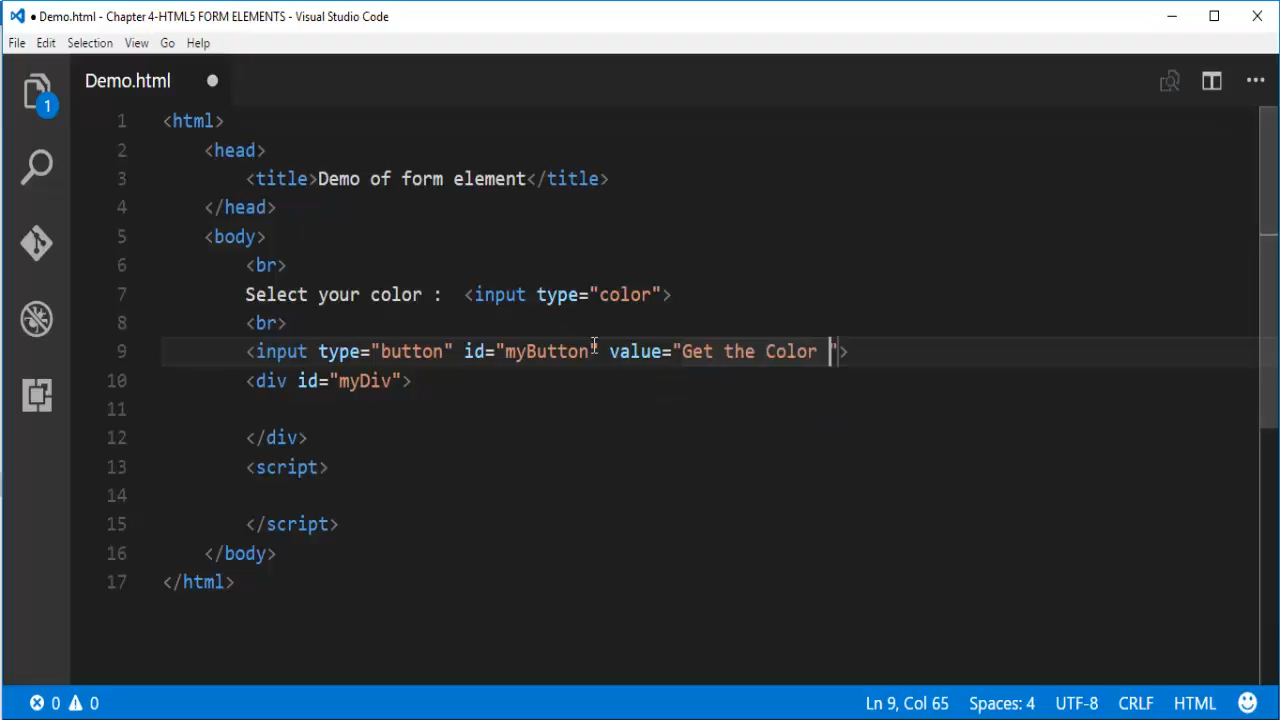 ● Demo.html - Chapter 4-HTML5 FORM ELEMENTS - Visual Studio Code
File Edit Selection View Go Help
Demo.html
1
1 <html>
2 <head>
3 <title>Demo of form element</title>
4 </head>
5 <body>
6 <br>
7 Select your color :  <input type="color">
8 <br>
9 <input type="button" id="myButton" value="Get the Color ">
10 <div id="myDiv">
11
12 </div>
13 <script>
14
15 </script>
16 </body>
17 </html>
0 0 Ln 9, Col 65 Spaces: 4 UTF-8 CRLF HTML